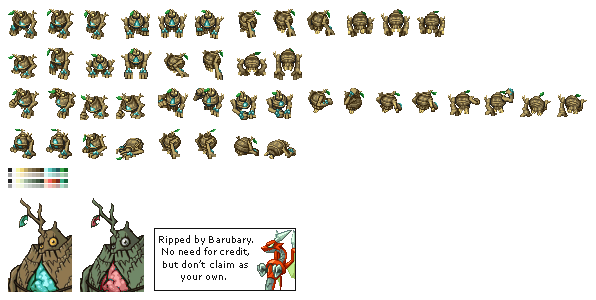 Ripped by Barubary.
No need for credit,
but don't claim as
your own.